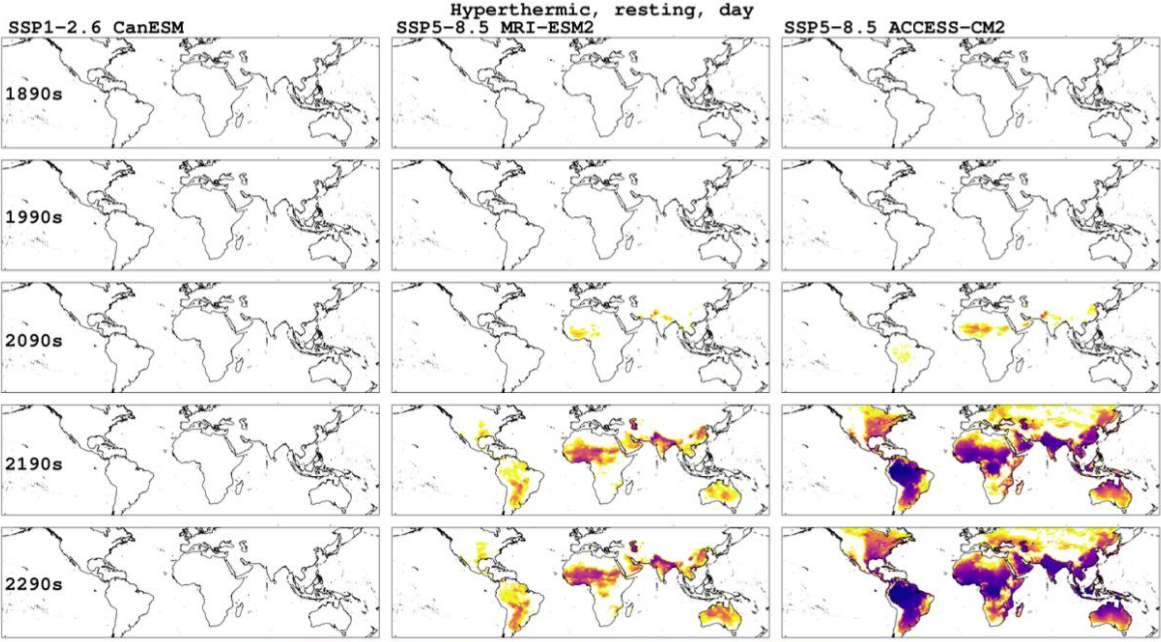 Hyperthermic, resting, day
SSP1-2.6 CanESM
SSP5-8.5 MRI-ESM2
SSP5-8.5 ACCESS-CM2
1890s
1990s
2090s
2190s
2290s